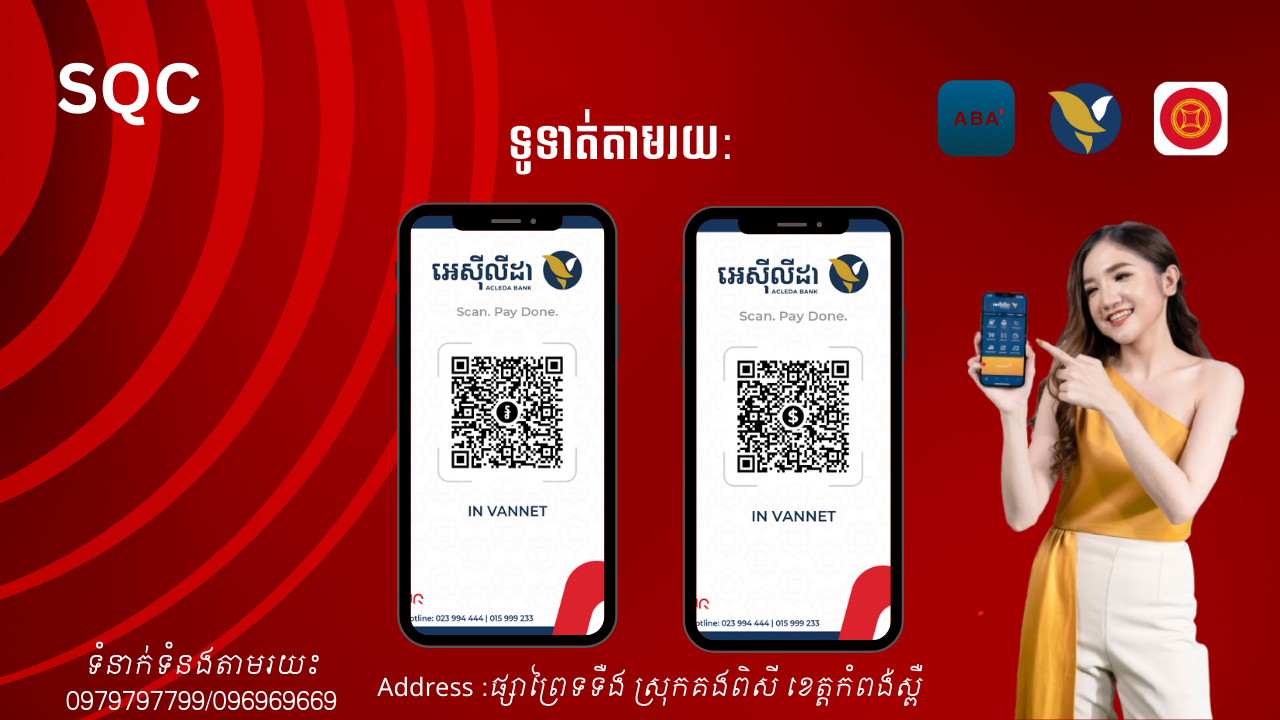 SQC
ទូទាត់តាមរយ:
ABA'
អេស៊ីលីដា
ACLEDA BANK
Scan. Pay Done.
IN VANNET
otline: 023 994 444 | 015 999 233
អេស៊ីលីដា
ACLEDA BANK
Scan. Pay Done.
IN VANNET
otline: 023 994 444 | 015 999 233
ទំនាក់ទំនងតាមរយះ
0979797799/096969669
Address :ផ្សាព្រៃទទឹង ស្រុកគងពិសី ខេត្តកំពង់ស្ពឺ